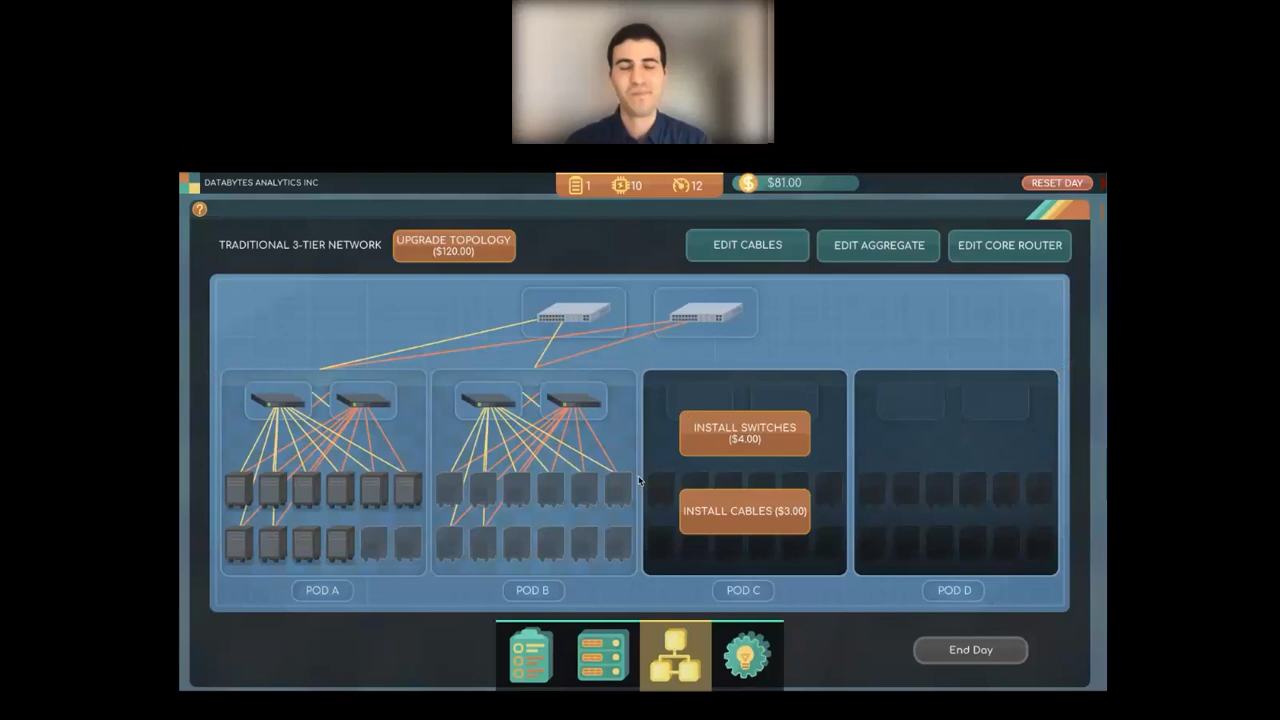 DATABYTES ANALYTICS INC
1
10
12
$81.00
RESET DAY
?
TRADITIONAL 3-TIER NETWORK
UPGRADE TOPOLOGY
($120.00)
EDIT CABLES
EDIT AGGREGATE
EDIT CORE ROUTER
INSTALL SWITCHES
($4.00)
INSTALL CABLES ($3.00)
POD A
POD B
POD C
POD D
End Day